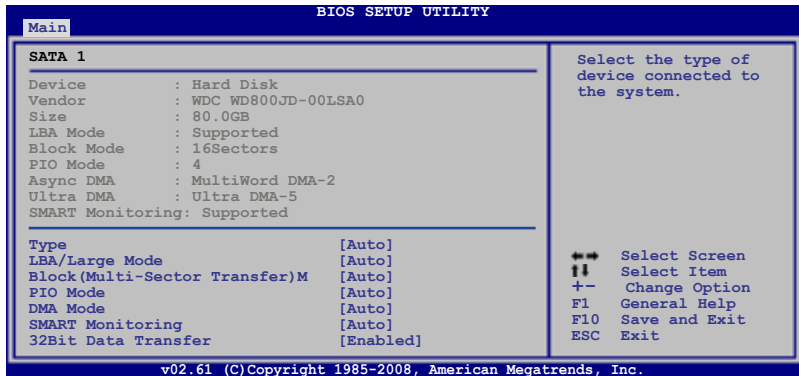 BIOS SETUP UTILITY
Main
SATA 1
Device : Hard Disk
Vendor : WDC WD800JD-00LSA0
Size : 80.0GB
LBA Mode : Supported
Block Mode : 16Sectors
PIO Mode : 4
Async DMA : MultiWord DMA-2
Ultra DMA : Ultra DMA-5
SMART Monitoring: Supported
Type [Auto]
LBA/Large Mode [Auto]
Block(Multi-Sector Transfer)M [Auto]
PIO Mode [Auto]
DMA Mode [Auto]
SMART Monitoring [Auto]
32Bit Data Transfer [Enabled]
Select the type of
device connected to
the system.
←→ Select Screen
↑↓ Select Item
+- Change Option
F1 General Help
F10 Save and Exit
ESC Exit
v02.61 (C)Copyright 1985-2008, American Megatrends, Inc.